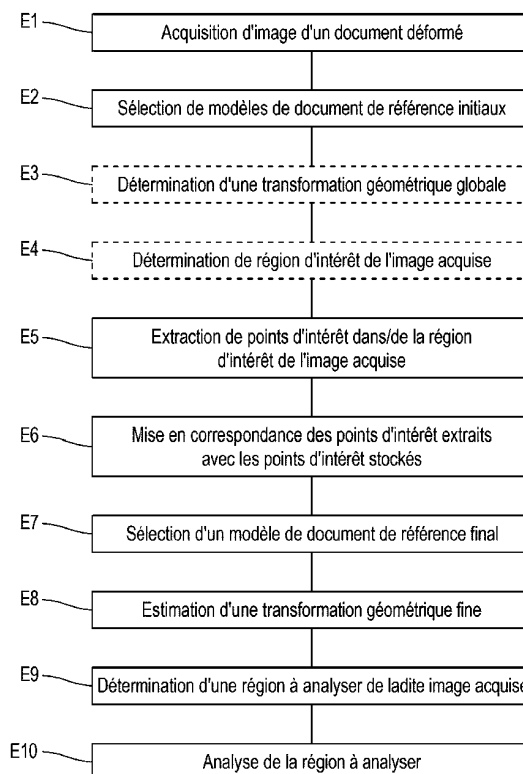 E1
Acquisition d'image d'un document déformé
E2
Sélection de modèles de document de référence initiaux
E3
Détermination d'une transformation géométrique globale
E4
Détermination de région d'intérêt de l'image acquise
E5
Extraction de points d'intérêt dans/de la région
d'intérêt de l'image acquise
E6
Mise en correspondance des points d'intérêt extraits
avec les points d'intérêt stockés
E7
Sélection d'un modèle de document de référence final
E8
Estimation d'une transformation géométrique fine
E9
Détermination d'une région à analyser de ladite image acquise
E10
Analyse de la région à analyser